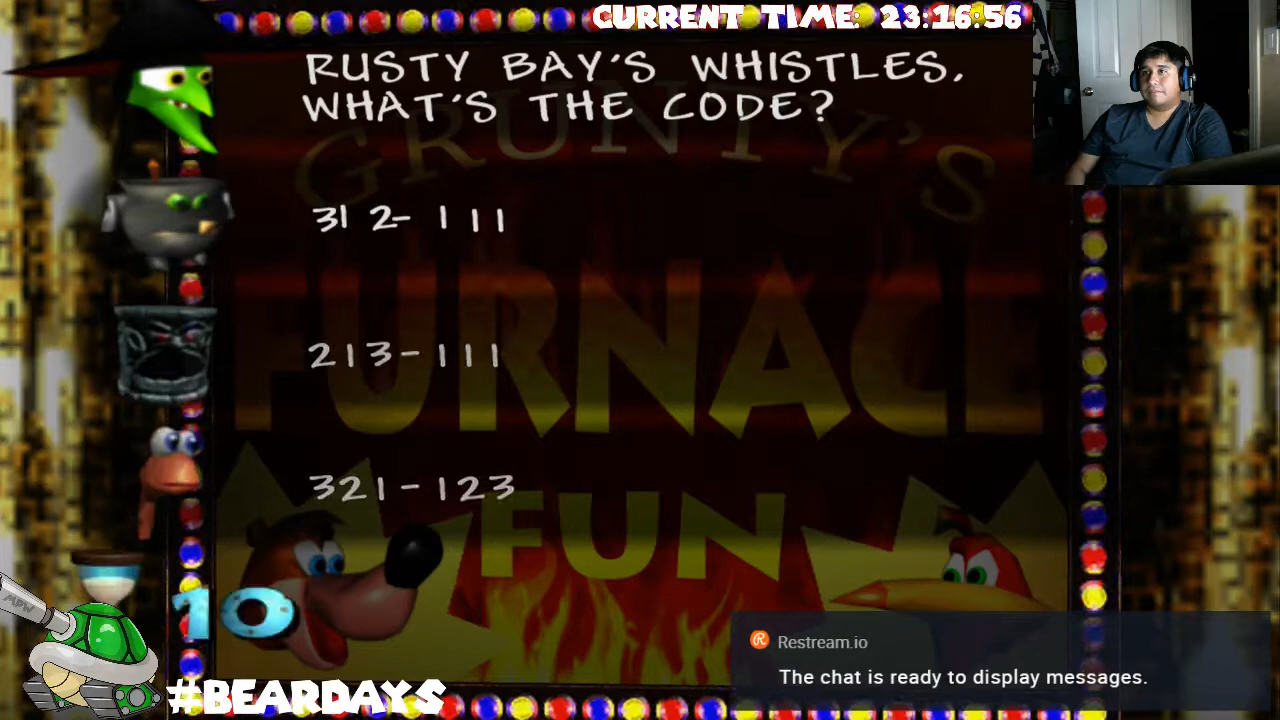 CURRENT TIME: 23:16:56
RUSTY BAY'S WHISTLES,
WHAT'S THE CODE?
GRUNTY'S
312-111
213-111
FURNACE
321-123
FUN
MPW
10
Restream.io
The chat is ready to display messages.
#BEARDAYS